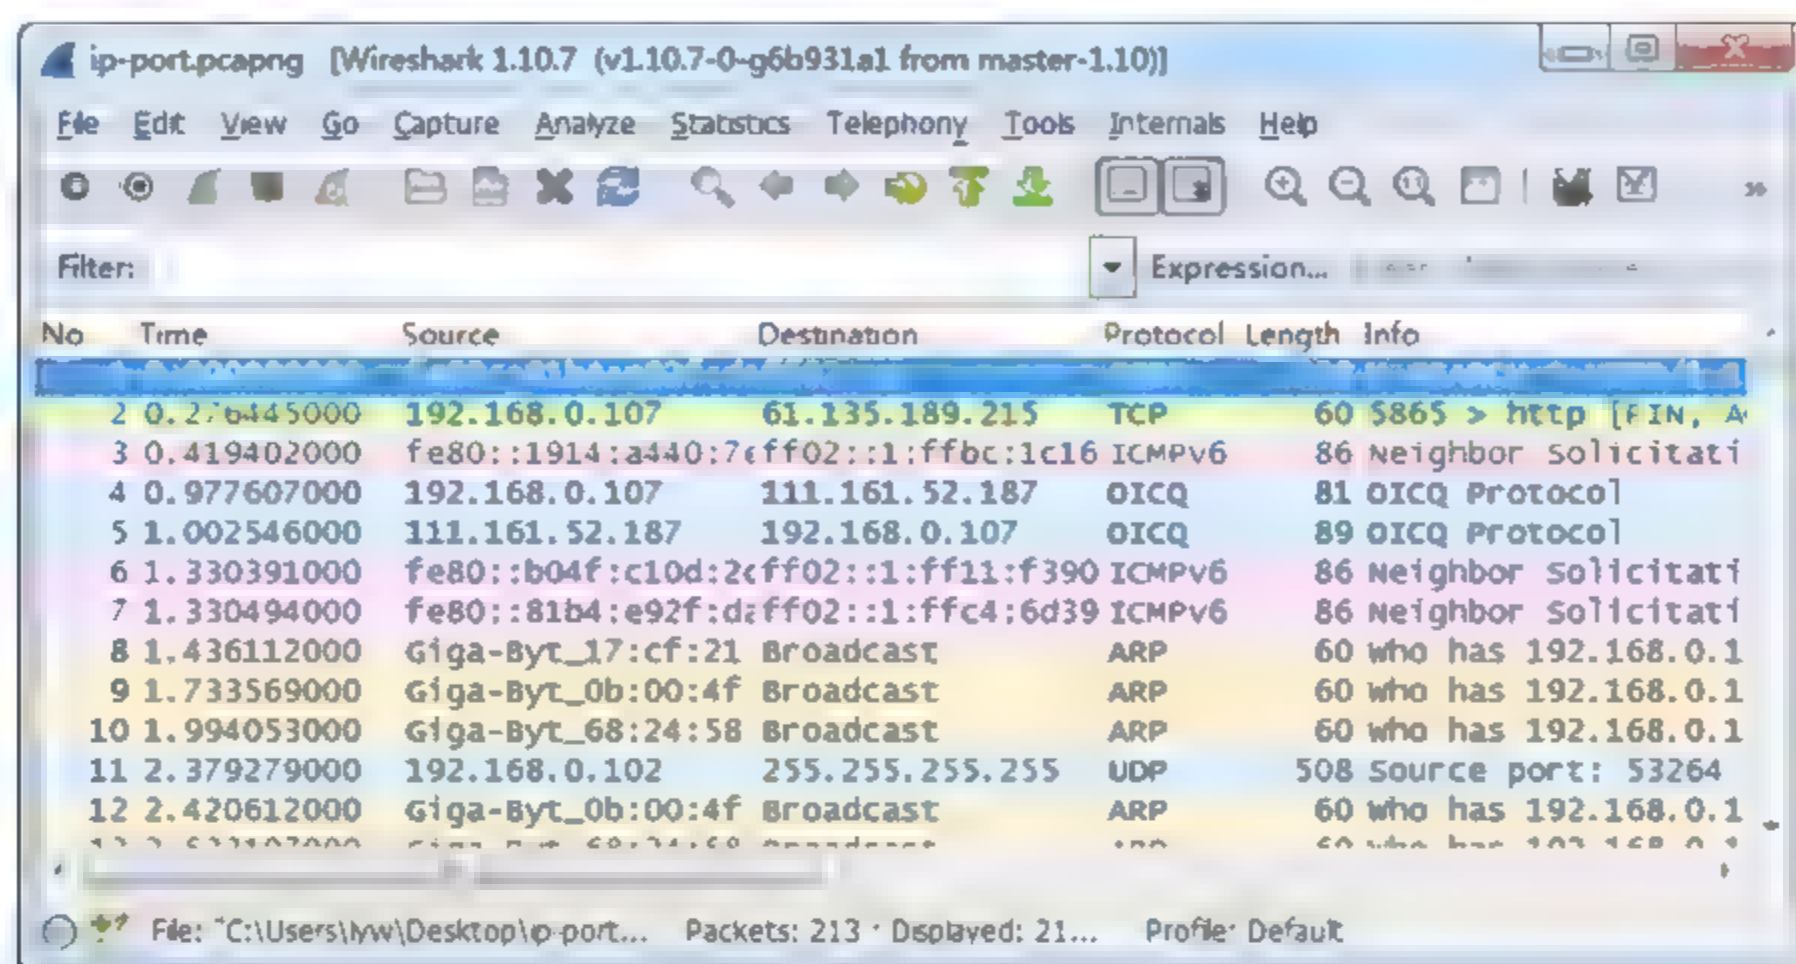 ip-port.pcapng [Wireshark 1.10.7 (v1.10.7-0-g6b931a1 from master-1.10)]
File Edit View Go Capture Analyze Statistics Telephony Tools Internals Help
Filter: Expression...
No Time Source Destination Protocol Length Info
2 0.276445000 192.168.0.107 61.135.189.215 TCP 60 5865 > http [FIN, A
3 0.419402000 fe80::1914:a440:7 ff02::1:ffbc:1c16 ICMPv6 86 Neighbor Solicitati
4 0.977607000 192.168.0.107 111.161.52.187 OICQ 81 OICQ Protocol
5 1.002546000 111.161.52.187 192.168.0.107 OICQ 89 OICQ Protocol
6 1.330391000 fe80::b04f:c10d:2 ff02::1:ff11:f390 ICMPv6 86 Neighbor Solicitati
7 1.330494000 fe80::81b4:e92f:d ff02::1:ffc4:6d39 ICMPv6 86 Neighbor Solicitati
8 1.436112000 Giga-Byt_17:cf:21 Broadcast ARP 60 who has 192.168.0.1
9 1.733569000 Giga-Byt_0b:00:4f Broadcast ARP 60 who has 192.168.0.1
10 1.994053000 Giga-Byt_68:24:58 Broadcast ARP 60 who has 192.168.0.1
11 2.379279000 192.168.0.102 255.255.255.255 UDP 508 Source port: 53264
12 2.420612000 Giga-Byt_0b:00:4f Broadcast ARP 60 who has 192.168.0.1
File: "C:\Users\lyw\Desktop\ip-port... Packets: 213 · Displayed: 21... Profile: Default